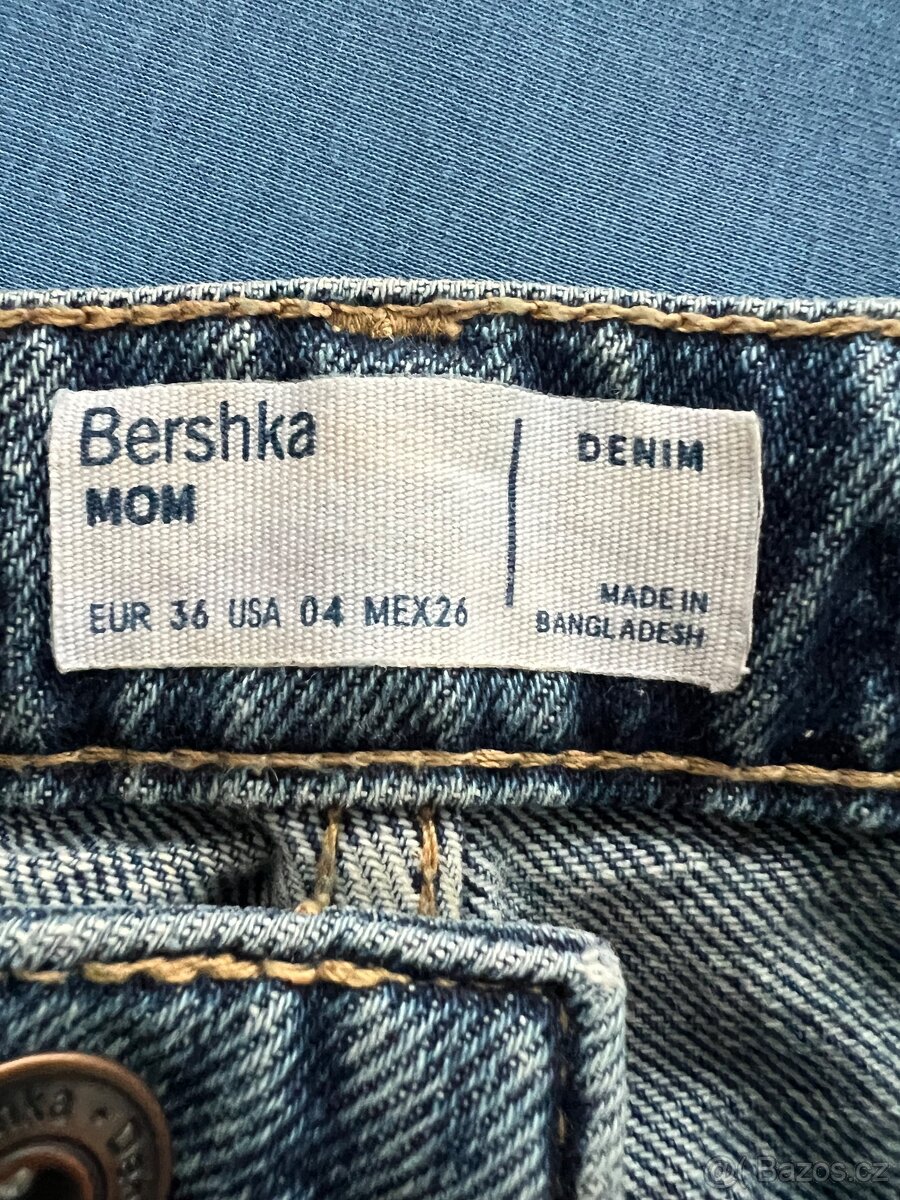 Bershka
MOM
EUR 36 USA 04 MEX26
DENIM
MADE IN
BANGLADESH
Bazos.cz